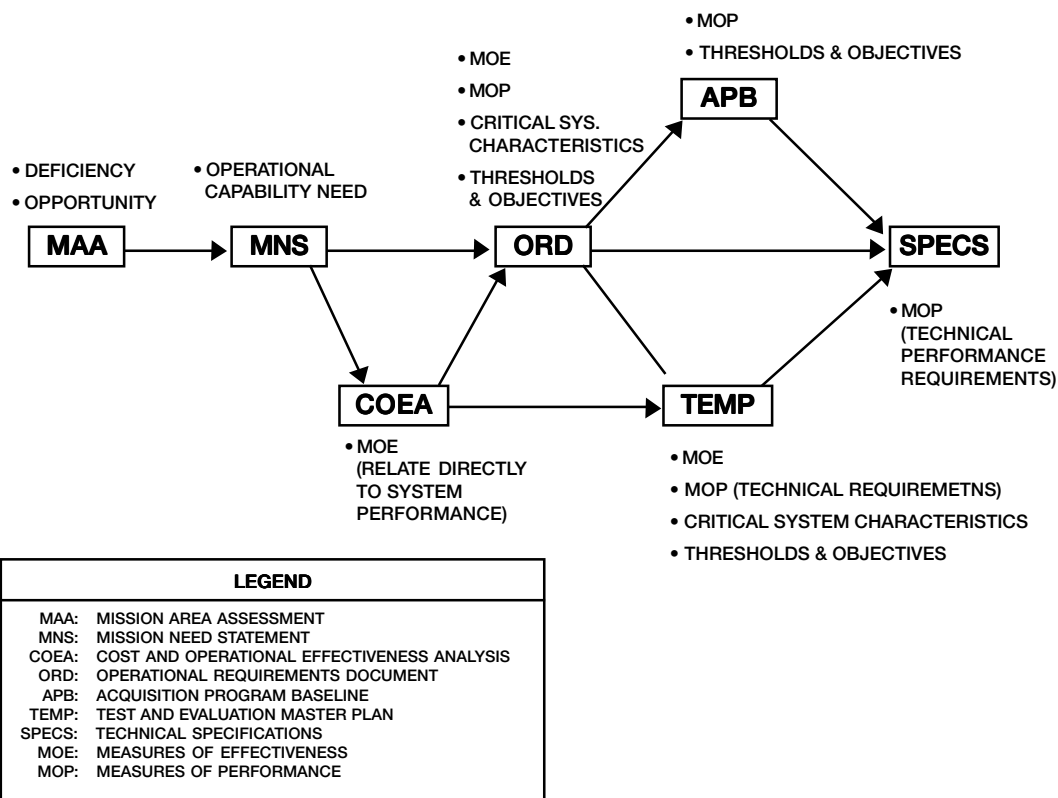 • MOP
• THRESHOLDS & OBJECTIVES
APB
• MOE
• MOP
• CRITICAL SYS.
CHARACTERISTICS
• THRESHOLDS
& OBJECTIVES
• DEFICIENCY
• OPPORTUNITY
• OPERATIONAL
CAPABILITY NEED
MAA
MNS
ORD
SPECS
• MOP
(TECHNICAL
PERFORMANCE
REQUIREMENTS)
COEA
TEMP
• MOE
(RELATE DIRECTLY
TO SYSTEM
PERFORMANCE)
• MOE
• MOP (TECHNICAL REQUIREMETNS)
• CRITICAL SYSTEM CHARACTERISTICS
• THRESHOLDS & OBJECTIVES
LEGEND
MAA: MISSION AREA ASSESSMENT
MNS: MISSION NEED STATEMENT
COEA: COST AND OPERATIONAL EFFECTIVENESS ANALYSIS
ORD: OPERATIONAL REQUIREMENTS DOCUMENT
APB: ACQUISITION PROGRAM BASELINE
TEMP: TEST AND EVALUATION MASTER PLAN
SPECS: TECHNICAL SPECIFICATIONS
MOE: MEASURES OF EFFECTIVENESS
MOP: MEASURES OF PERFORMANCE